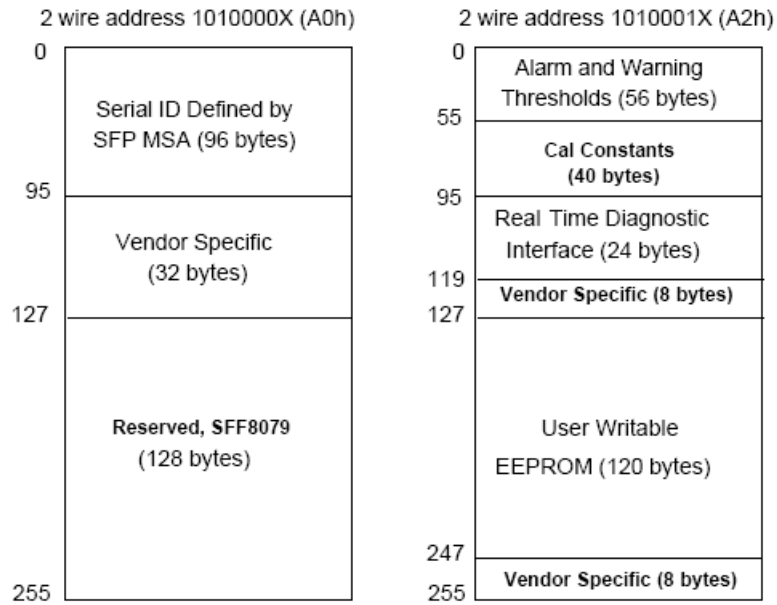 2 wire address 1010000X (A0h)
0
Serial ID Defined by
SFP MSA (96 bytes)
95
Vendor Specific
(32 bytes)
127
Reserved, SFF8079
(128 bytes)
255
2 wire address 1010001X (A2h)
0
Alarm and Warning
Thresholds (56 bytes)
55
Cal Constants
(40 bytes)
95
Real Time Diagnostic
Interface (24 bytes)
119
Vendor Specific (8 bytes)
127
User Writable
EEPROM (120 bytes)
247
Vendor Specific (8 bytes)
255